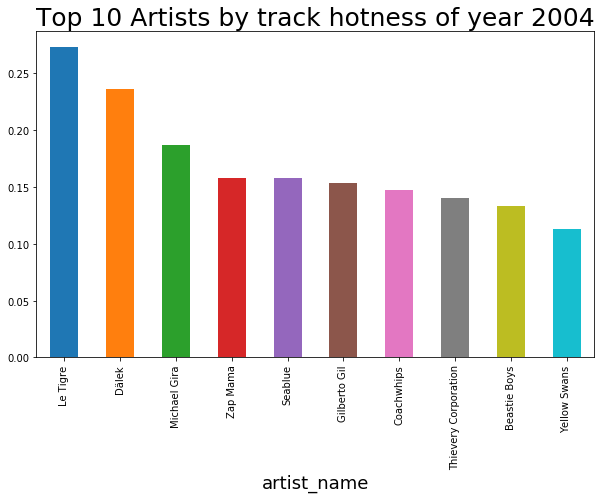 Top 10 Artists by track hotness of year 2004
0.25
0.20
0.15
0.10
0.05
0.00
Le Tigre
Dälek
Michael Gira
Zap Mama
Seablue
Gilberto Gil
Coachwhips
Thievery Corporation
Beastie Boys
Yellow Swans
artist_name